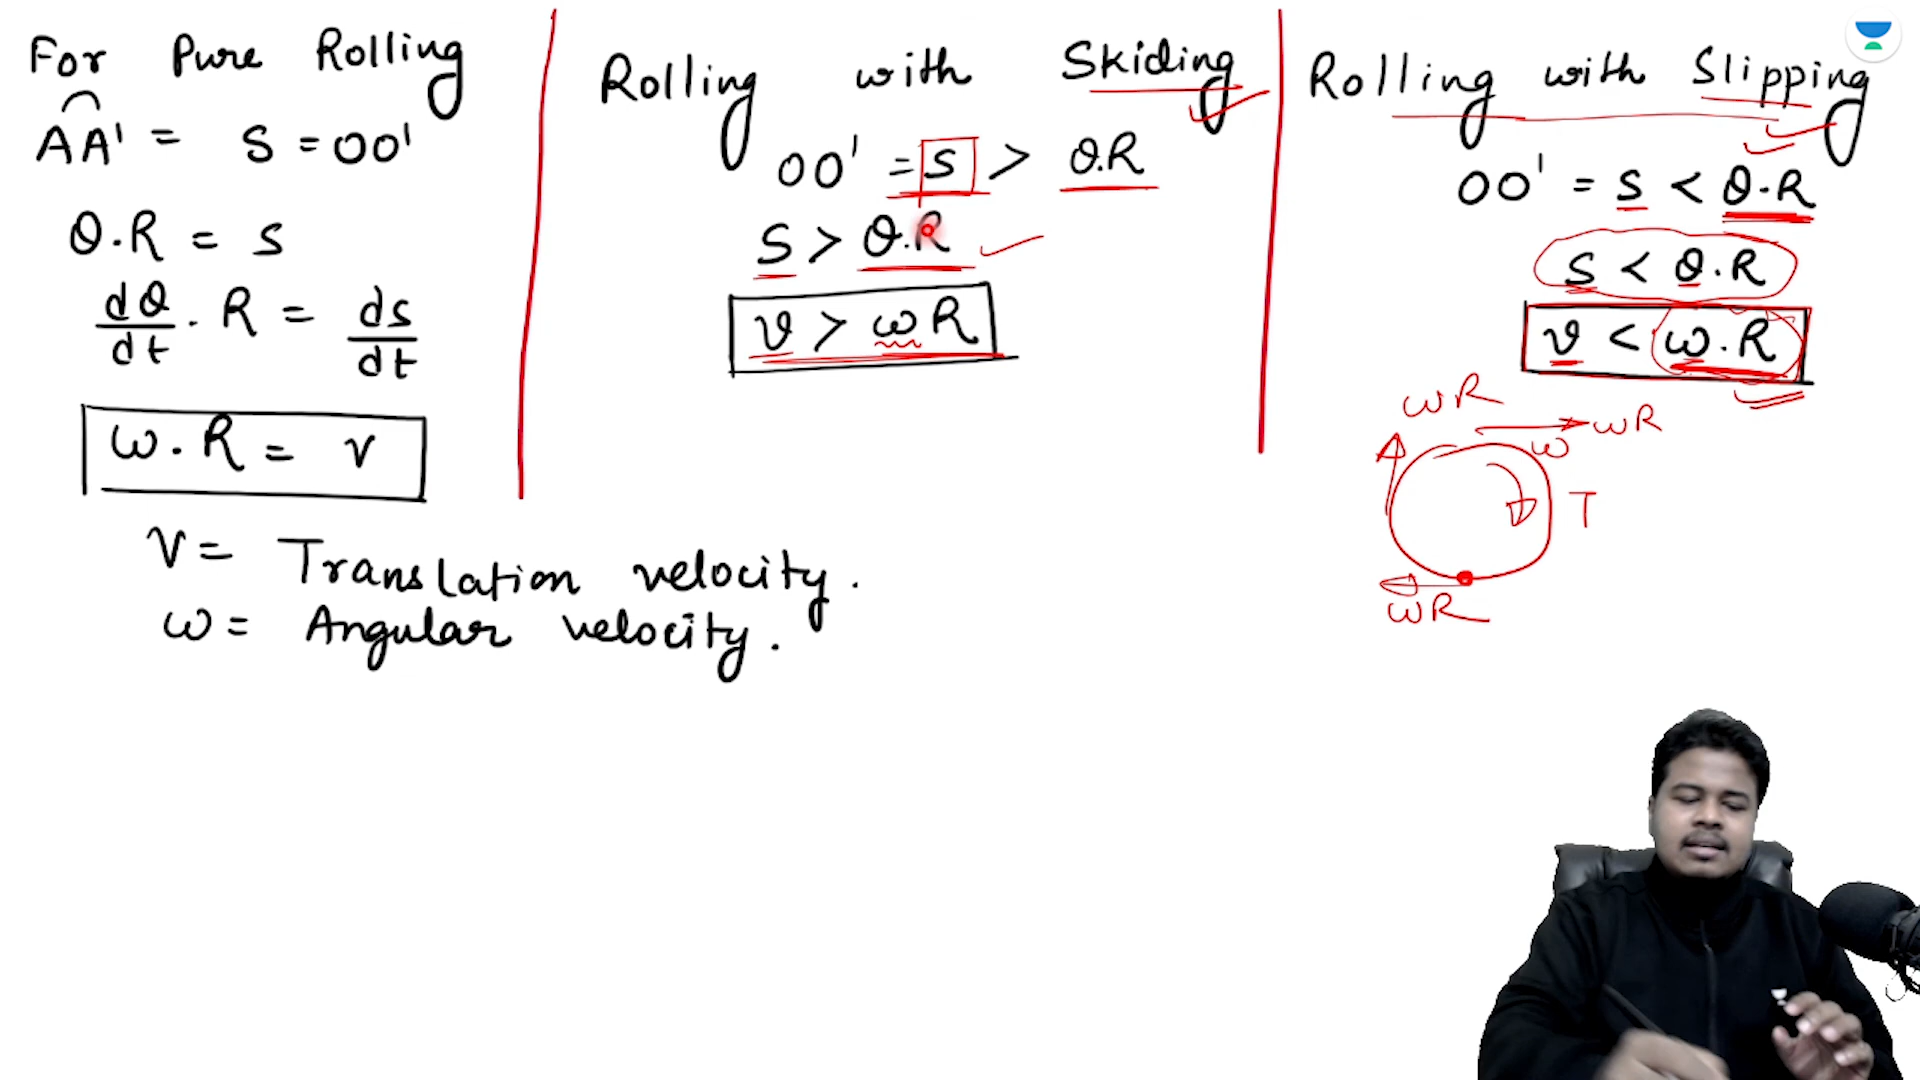 For Pure Rolling
AA' = S = OO'
θ.R = S
dθ/dt . R = ds/dt
ω . R = v
v = Translation velocity.
ω = Angular velocity.
Rolling with Skiding
OO' = S > θ.R
S > θ.R
v > ωR
Rolling with Slipping
OO' = S < θ.R
S < θ.R
v < ω.R
ωR
ωR
ω
T
ωR